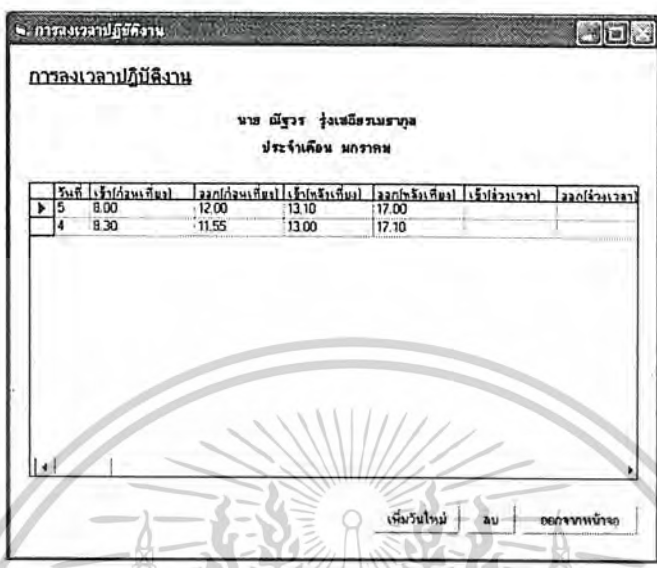 การลงเวลาปฏิบัติงาน
การลงเวลาปฏิบัติงาน
นาย ณัฐวร รุ่งเสถียรเมธากุล
ประจำเดือน มกราคม
วันที่ เข้า(ก่อนเที่ยง) ออก(ก่อนเที่ยง) เข้า(หลังเที่ยง) ออก(หลังเที่ยง) เข้า(ล่วงเวลา) ออก(ล่วงเวลา)
5 8.00 12.00 13.10 17.00
4 8.30 11.55 13.00 17.10
เพิ่มวันใหม่ ลบ ออกจากหน้าจอ